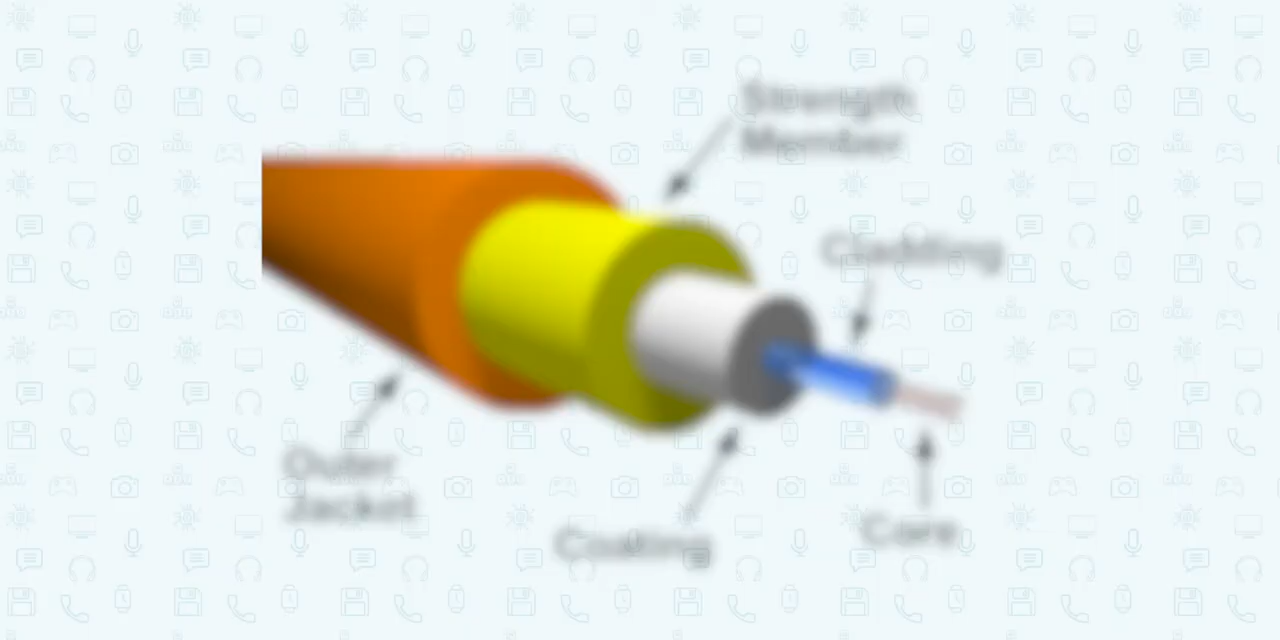 Strength
Member
Cladding
Outer
Jacket
Coating
Core